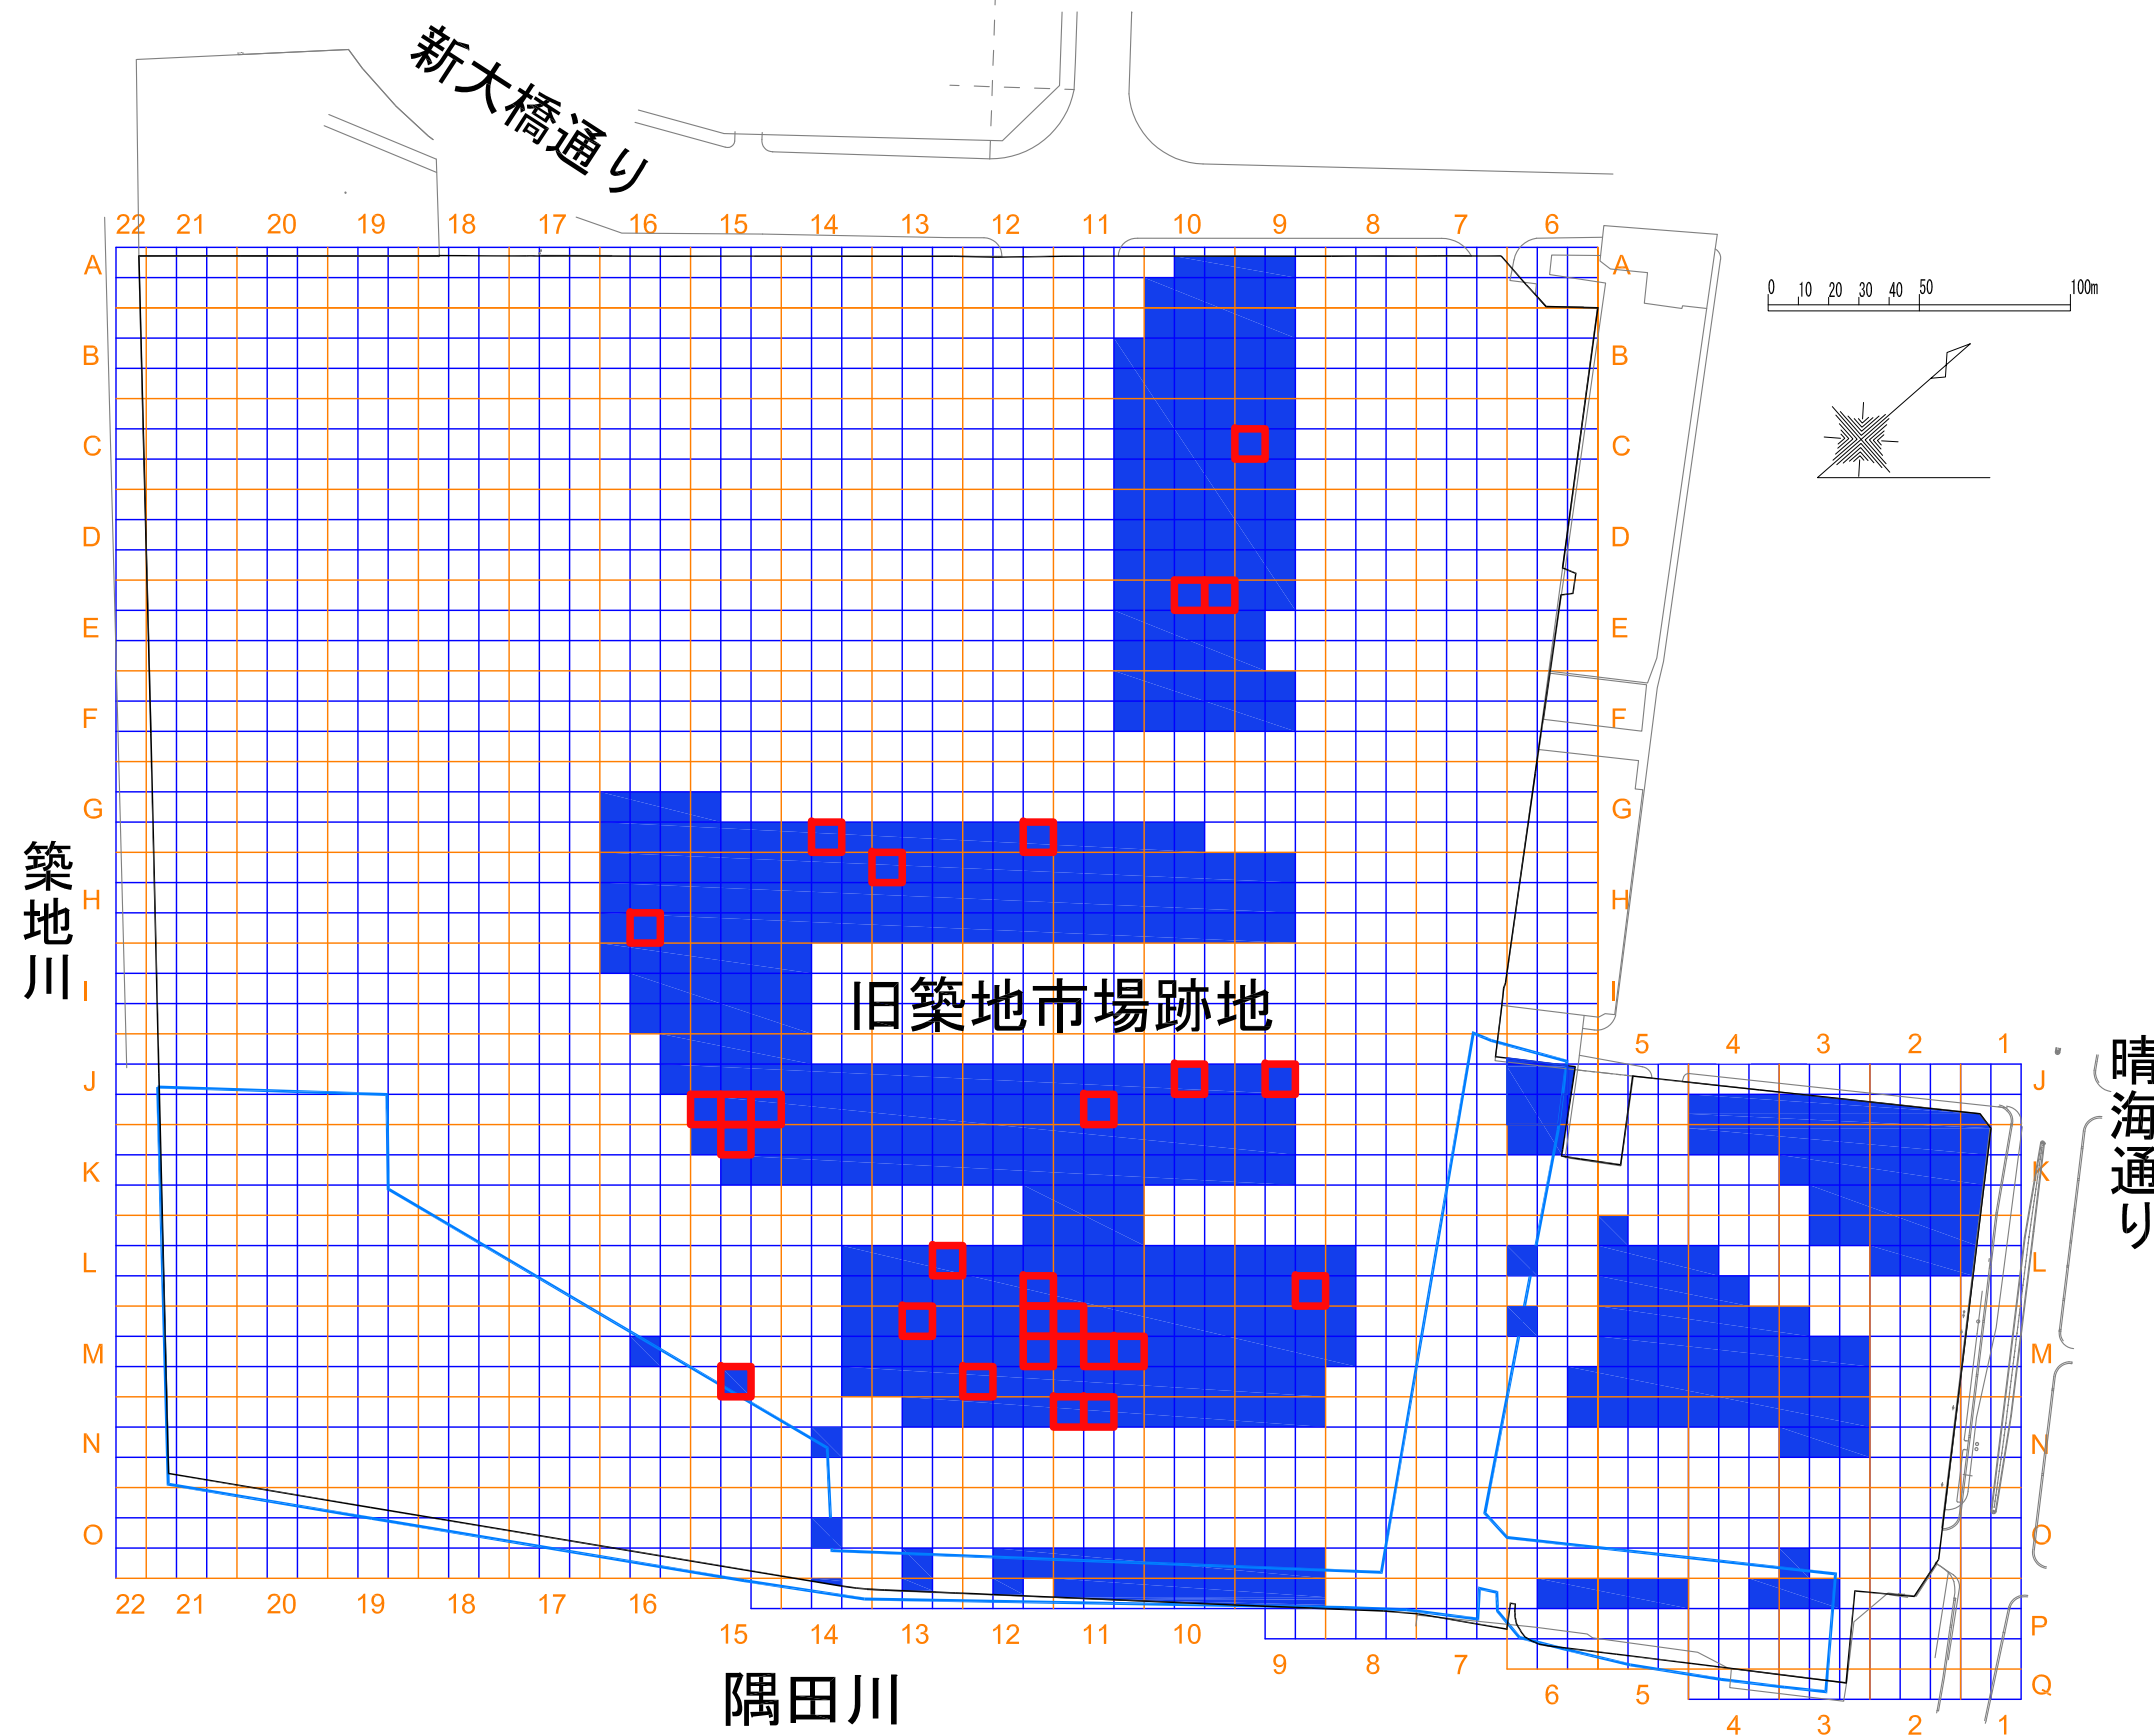 新大橋通り
22 21 20 19 18 17 16 15 14 13 12 11 10 9 8 7 6
A A
0 10 20 30 40 50 100m
B B
C C
D D
E E
F F
G G
H H
築地川
I I
旧築地市場跡地
5 4 3 2 1
晴海通り
J J
K K
L L
M M
N N
O O
22 21 20 19 18 17 16
15 14 13 12 11 10
P
9 8 7
6 5
Q
4 3 2 1
隅田川